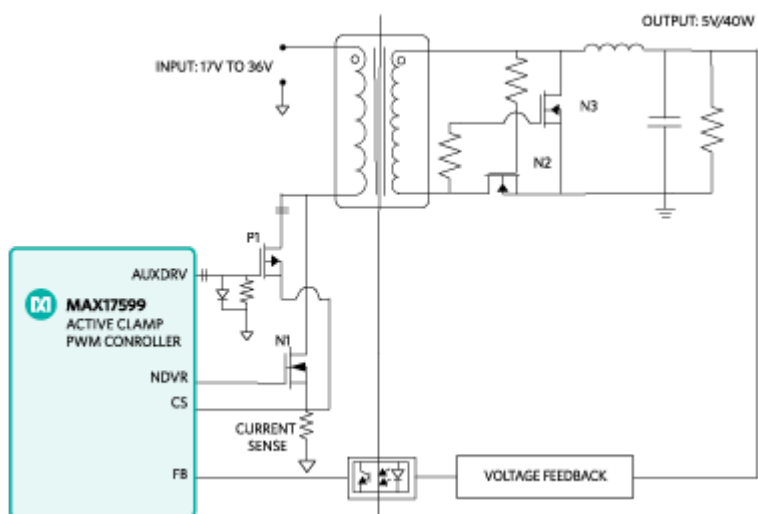 OUTPUT: 5V/40W
INPUT: 17V TO 36V
N3
N2
P1
AUXDRV
MAX17599
ACTIVE CLAMP
PWM CONROLLER
N1
NDVR
CS
CURRENT
SENSE
FB
VOLTAGE FEEDBACK